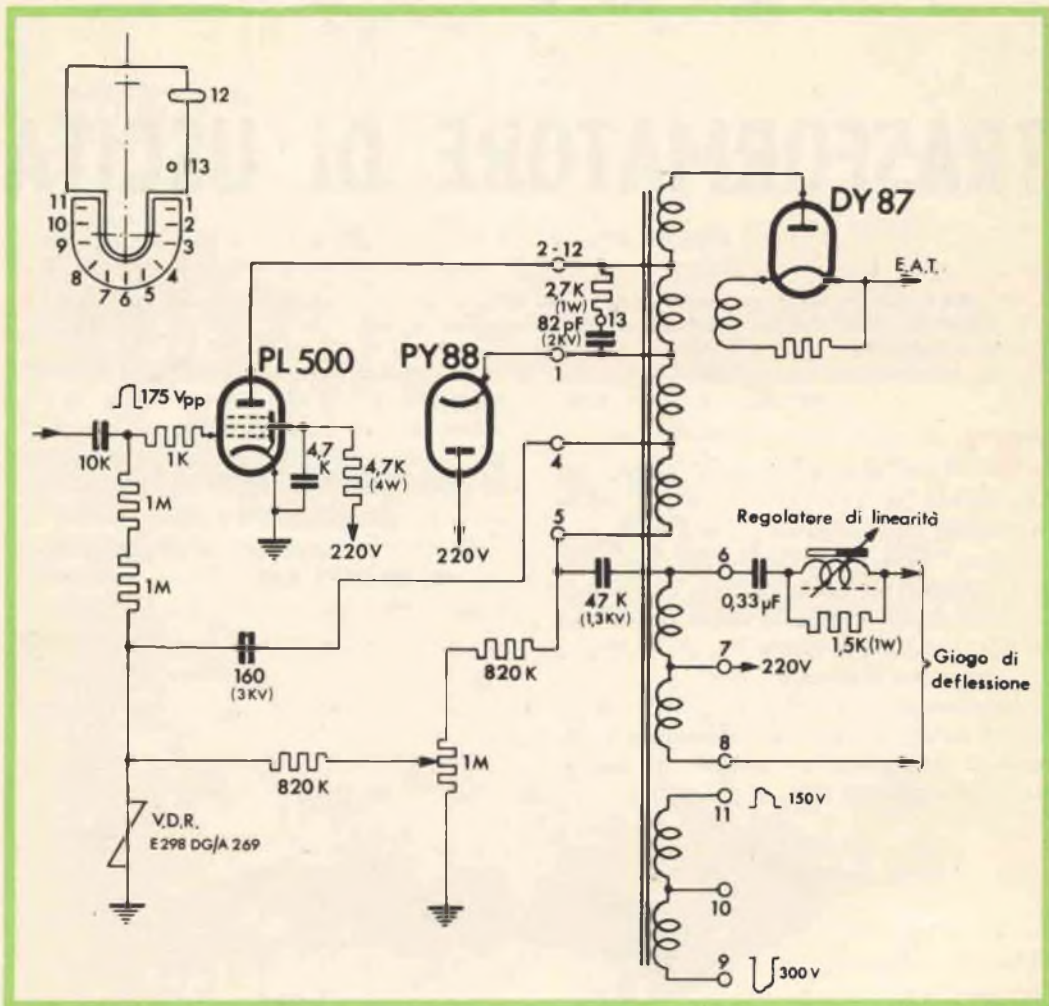 12
13
11
1
10
2
9
3
8
4
7
6
5
DY 87
E.A.T.
2 - 12
2,7K
(1W)
13
82 pF
(2KV)
1
PL 500
PY 88
175 Vpp
10K
1K
4,7
K
4,7K
(4W)
220V
220V
1M
1M
4
5
Regolatore di linearità
6
47 K
(1,3KV)
0,33 µF
1,5K(1W)
7
220V
Giogo di
deflessione
160
(3KV)
820K
8
820 K
1M
11
150V
V.D.R.
E 298 DG/A 269
10
9
300 V